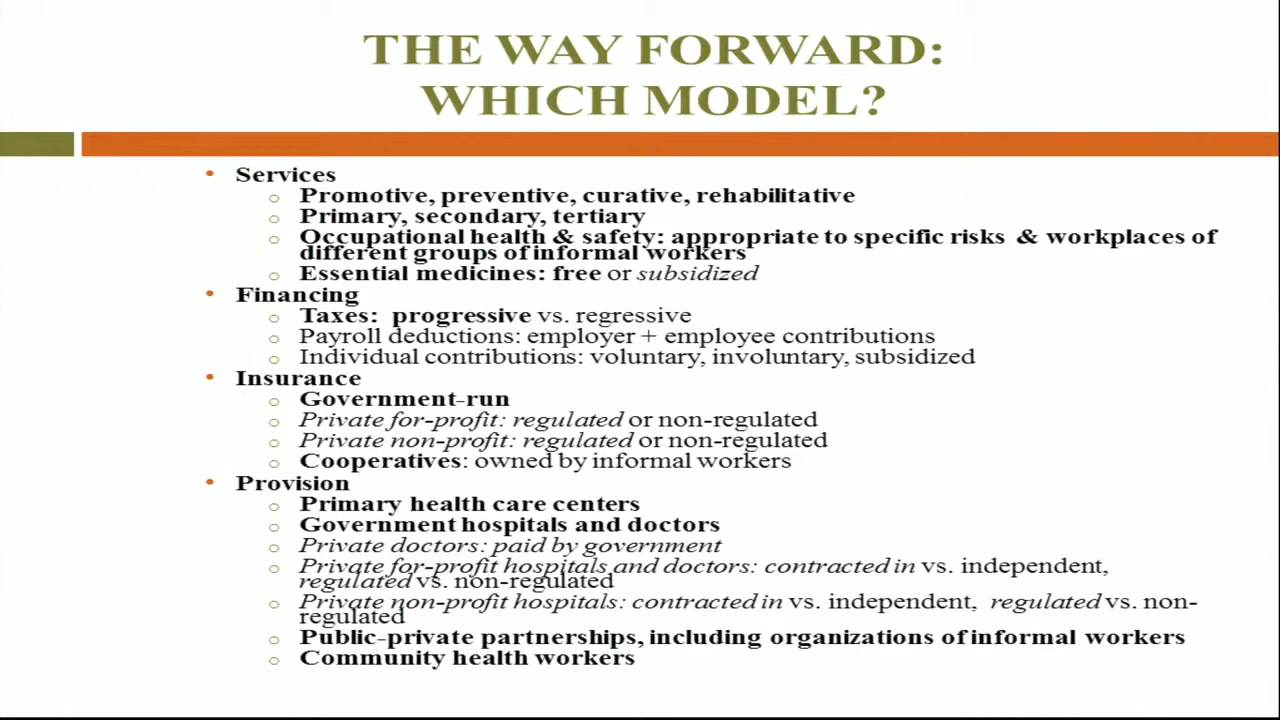 THE WAY FORWARD:
WHICH MODEL?
• Services
o Promotive, preventive, curative, rehabilitative
o Primary, secondary, tertiary
o Occupational health & safety: appropriate to specific risks & workplaces of
different groups of informal workers
o Essential medicines: free or subsidized
• Financing
o Taxes: progressive vs. regressive
o Payroll deductions: employer + employee contributions
o Individual contributions: voluntary, involuntary, subsidized
• Insurance
o Government-run
o Private for-profit: regulated or non-regulated
o Private non-profit: regulated or non-regulated
o Cooperatives: owned by informal workers
• Provision
o Primary health care centers
o Government hospitals and doctors
o Private doctors: paid by government
o Private for-profit hospitals and doctors: contracted in vs. independent,
regulated vs. non-regulated
o Private non-profit hospitals: contracted in vs. independent, regulated vs. non-
regulated
o Public-private partnerships, including organizations of informal workers
o Community health workers